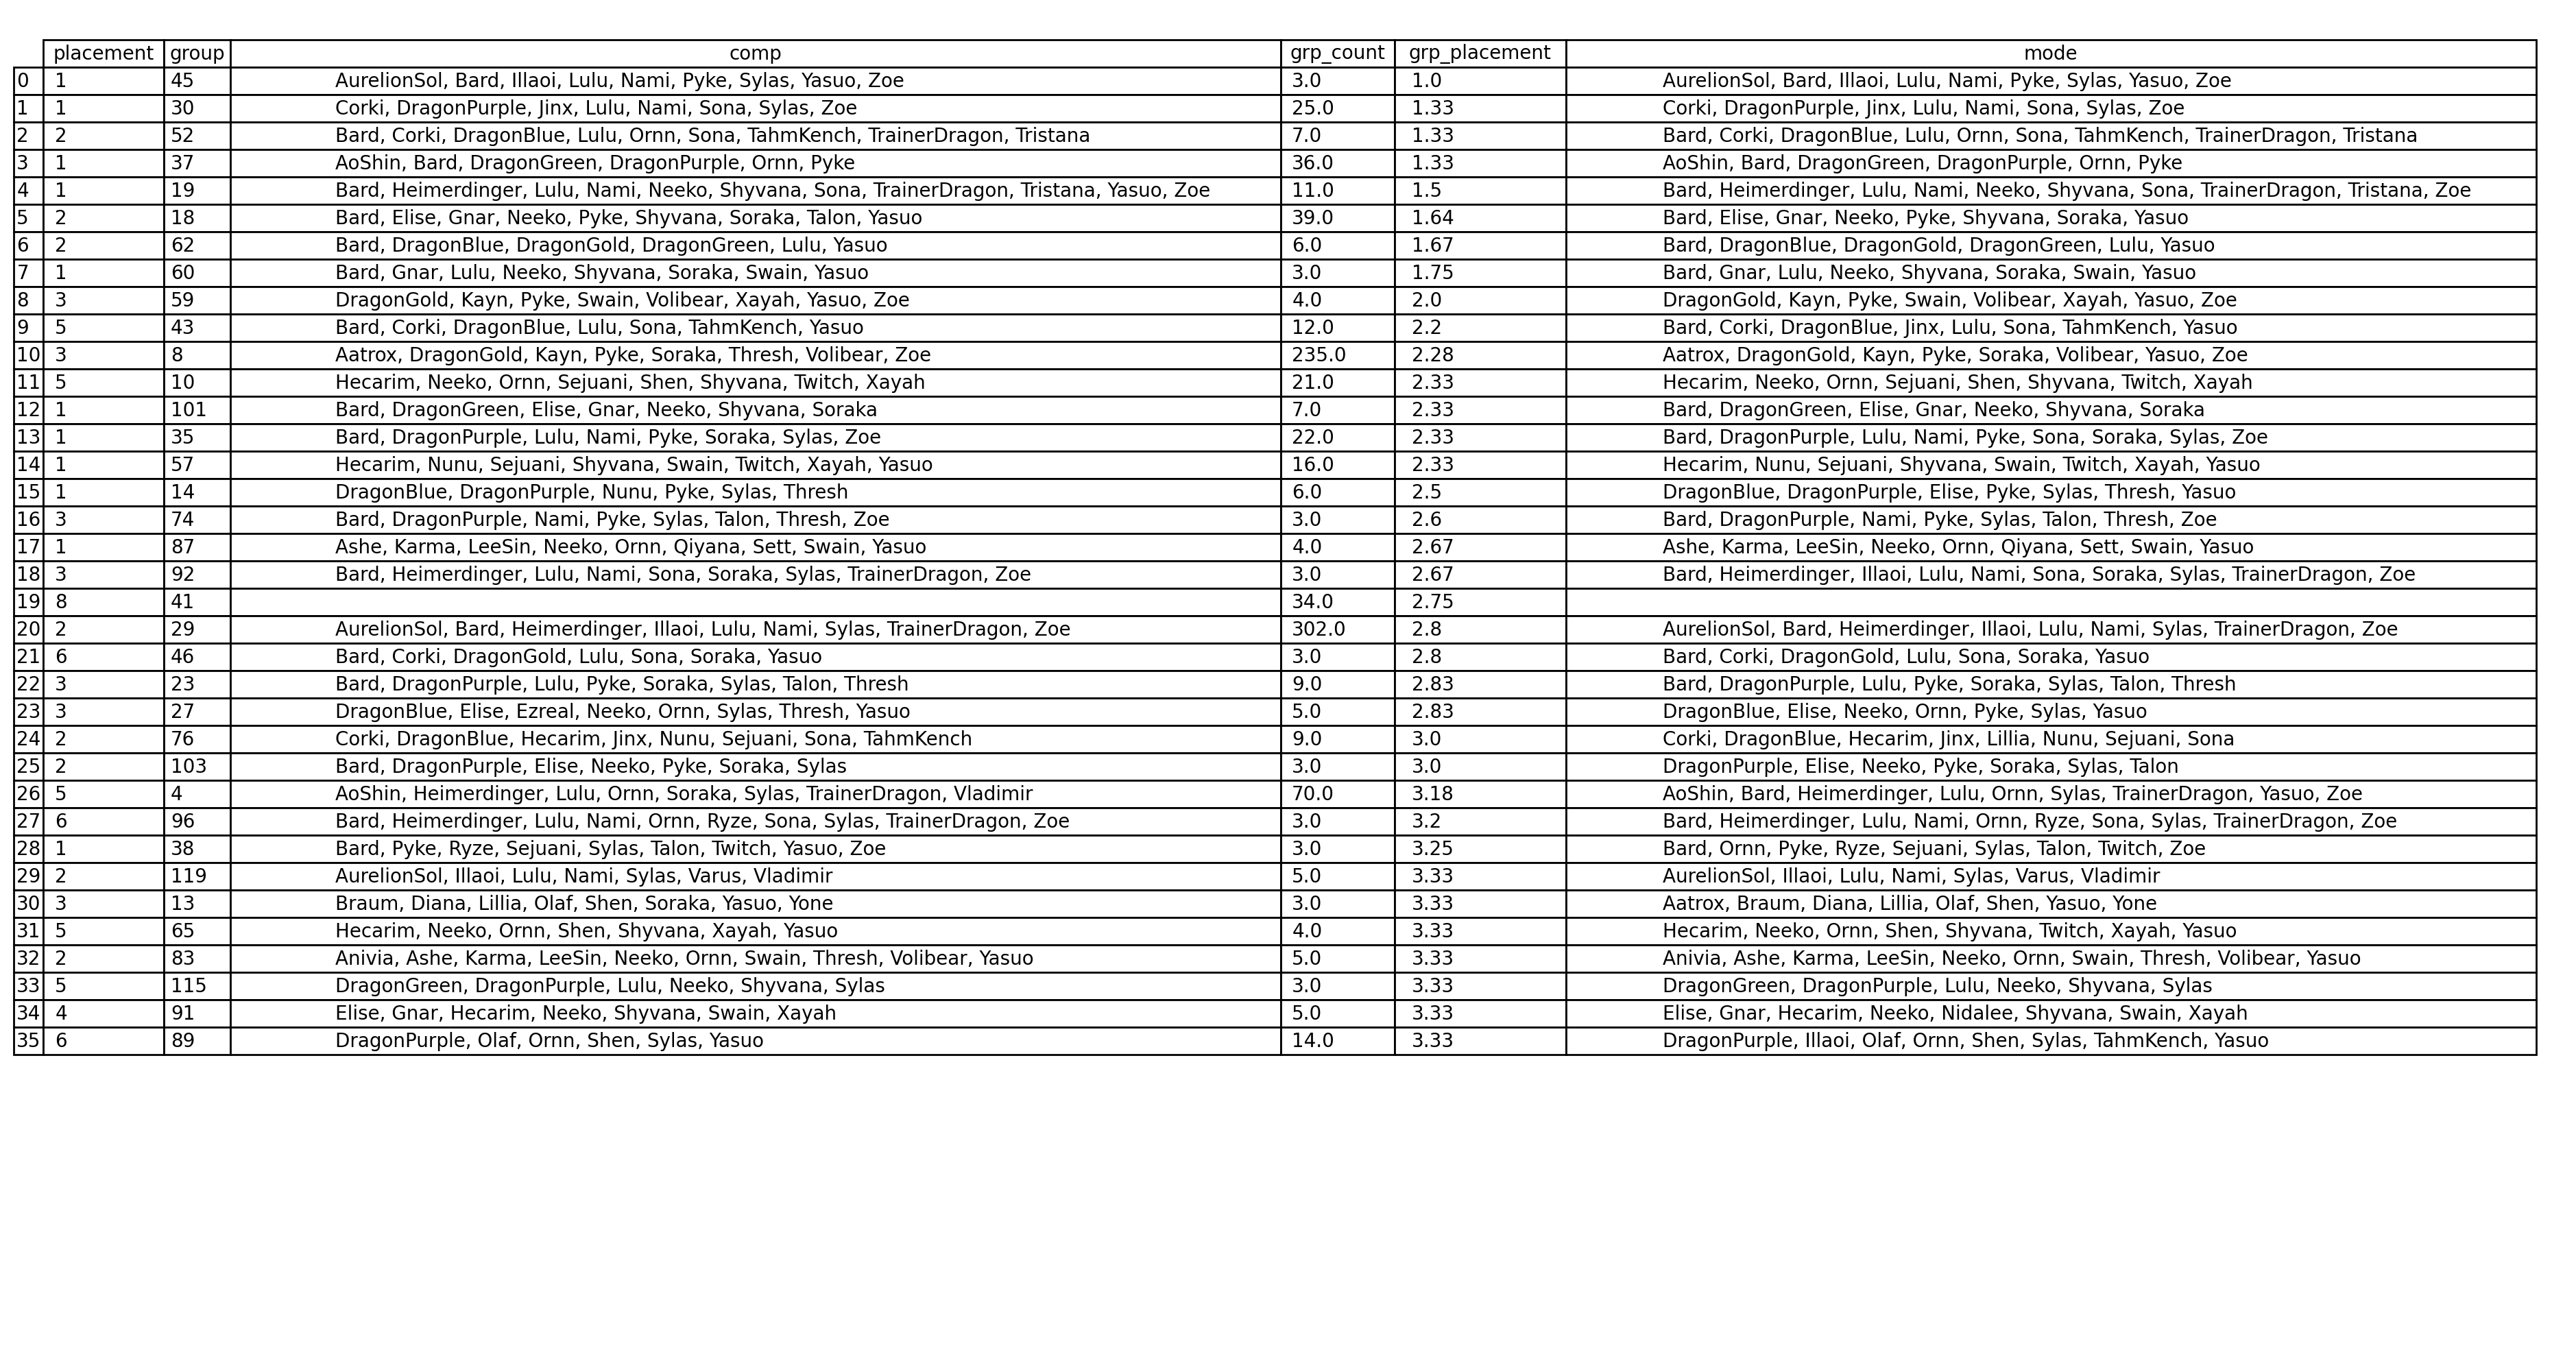 placement group comp grp_count grp_placement mode
0 1 45 AurelionSol, Bard, Illaoi, Lulu, Nami, Pyke, Sylas, Yasuo, Zoe 3.0 1.0 AurelionSol, Bard, Illaoi, Lulu, Nami, Pyke, Sylas, Yasuo, Zoe
1 1 30 Corki, DragonPurple, Jinx, Lulu, Nami, Sona, Sylas, Zoe 25.0 1.33 Corki, DragonPurple, Jinx, Lulu, Nami, Sona, Sylas, Zoe
2 2 52 Bard, Corki, DragonBlue, Lulu, Ornn, Sona, TahmKench, TrainerDragon, Tristana 7.0 1.33 Bard, Corki, DragonBlue, Lulu, Ornn, Sona, TahmKench, TrainerDragon, Tristana
3 1 37 AoShin, Bard, DragonGreen, DragonPurple, Ornn, Pyke 36.0 1.33 AoShin, Bard, DragonGreen, DragonPurple, Ornn, Pyke
4 1 19 Bard, Heimerdinger, Lulu, Nami, Neeko, Shyvana, Sona, TrainerDragon, Tristana, Yasuo, Zoe 11.0 1.5 Bard, Heimerdinger, Lulu, Nami, Neeko, Shyvana, Sona, TrainerDragon, Tristana, Zoe
5 2 18 Bard, Elise, Gnar, Neeko, Pyke, Shyvana, Soraka, Talon, Yasuo 39.0 1.64 Bard, Elise, Gnar, Neeko, Pyke, Shyvana, Soraka, Yasuo
6 2 62 Bard, DragonBlue, DragonGold, DragonGreen, Lulu, Yasuo 6.0 1.67 Bard, DragonBlue, DragonGold, DragonGreen, Lulu, Yasuo
7 1 60 Bard, Gnar, Lulu, Neeko, Shyvana, Soraka, Swain, Yasuo 3.0 1.75 Bard, Gnar, Lulu, Neeko, Shyvana, Soraka, Swain, Yasuo
8 3 59 DragonGold, Kayn, Pyke, Swain, Volibear, Xayah, Yasuo, Zoe 4.0 2.0 DragonGold, Kayn, Pyke, Swain, Volibear, Xayah, Yasuo, Zoe
9 5 43 Bard, Corki, DragonBlue, Lulu, Sona, TahmKench, Yasuo 12.0 2.2 Bard, Corki, DragonBlue, Jinx, Lulu, Sona, TahmKench, Yasuo
10 3 8 Aatrox, DragonGold, Kayn, Pyke, Soraka, Thresh, Volibear, Zoe 235.0 2.28 Aatrox, DragonGold, Kayn, Pyke, Soraka, Volibear, Yasuo, Zoe
11 5 10 Hecarim, Neeko, Ornn, Sejuani, Shen, Shyvana, Twitch, Xayah 21.0 2.33 Hecarim, Neeko, Ornn, Sejuani, Shen, Shyvana, Twitch, Xayah
12 1 101 Bard, DragonGreen, Elise, Gnar, Neeko, Shyvana, Soraka 7.0 2.33 Bard, DragonGreen, Elise, Gnar, Neeko, Shyvana, Soraka
13 1 35 Bard, DragonPurple, Lulu, Nami, Pyke, Soraka, Sylas, Zoe 22.0 2.33 Bard, DragonPurple, Lulu, Nami, Pyke, Sona, Soraka, Sylas, Zoe
14 1 57 Hecarim, Nunu, Sejuani, Shyvana, Swain, Twitch, Xayah, Yasuo 16.0 2.33 Hecarim, Nunu, Sejuani, Shyvana, Swain, Twitch, Xayah, Yasuo
15 1 14 DragonBlue, DragonPurple, Nunu, Pyke, Sylas, Thresh 6.0 2.5 DragonBlue, DragonPurple, Elise, Pyke, Sylas, Thresh, Yasuo
16 3 74 Bard, DragonPurple, Nami, Pyke, Sylas, Talon, Thresh, Zoe 3.0 2.6 Bard, DragonPurple, Nami, Pyke, Sylas, Talon, Thresh, Zoe
17 1 87 Ashe, Karma, LeeSin, Neeko, Ornn, Qiyana, Sett, Swain, Yasuo 4.0 2.67 Ashe, Karma, LeeSin, Neeko, Ornn, Qiyana, Sett, Swain, Yasuo
18 3 92 Bard, Heimerdinger, Lulu, Nami, Sona, Soraka, Sylas, TrainerDragon, Zoe 3.0 2.67 Bard, Heimerdinger, Illaoi, Lulu, Nami, Sona, Soraka, Sylas, TrainerDragon, Zoe
19 8 41 34.0 2.75
20 2 29 AurelionSol, Bard, Heimerdinger, Illaoi, Lulu, Nami, Sylas, TrainerDragon, Zoe 302.0 2.8 AurelionSol, Bard, Heimerdinger, Illaoi, Lulu, Nami, Sylas, TrainerDragon, Zoe
21 6 46 Bard, Corki, DragonGold, Lulu, Sona, Soraka, Yasuo 3.0 2.8 Bard, Corki, DragonGold, Lulu, Sona, Soraka, Yasuo
22 3 23 Bard, DragonPurple, Lulu, Pyke, Soraka, Sylas, Talon, Thresh 9.0 2.83 Bard, DragonPurple, Lulu, Pyke, Soraka, Sylas, Talon, Thresh
23 3 27 DragonBlue, Elise, Ezreal, Neeko, Ornn, Sylas, Thresh, Yasuo 5.0 2.83 DragonBlue, Elise, Neeko, Ornn, Pyke, Sylas, Yasuo
24 2 76 Corki, DragonBlue, Hecarim, Jinx, Nunu, Sejuani, Sona, TahmKench 9.0 3.0 Corki, DragonBlue, Hecarim, Jinx, Lillia, Nunu, Sejuani, Sona
25 2 103 Bard, DragonPurple, Elise, Neeko, Pyke, Soraka, Sylas 3.0 3.0 DragonPurple, Elise, Neeko, Pyke, Soraka, Sylas, Talon
26 5 4 AoShin, Heimerdinger, Lulu, Ornn, Soraka, Sylas, TrainerDragon, Vladimir 70.0 3.18 AoShin, Bard, Heimerdinger, Lulu, Ornn, Sylas, TrainerDragon, Yasuo, Zoe
27 6 96 Bard, Heimerdinger, Lulu, Nami, Ornn, Ryze, Sona, Sylas, TrainerDragon, Zoe 3.0 3.2 Bard, Heimerdinger, Lulu, Nami, Ornn, Ryze, Sona, Sylas, TrainerDragon, Zoe
28 1 38 Bard, Pyke, Ryze, Sejuani, Sylas, Talon, Twitch, Yasuo, Zoe 3.0 3.25 Bard, Ornn, Pyke, Ryze, Sejuani, Sylas, Talon, Twitch, Zoe
29 2 119 AurelionSol, Illaoi, Lulu, Nami, Sylas, Varus, Vladimir 5.0 3.33 AurelionSol, Illaoi, Lulu, Nami, Sylas, Varus, Vladimir
30 3 13 Braum, Diana, Lillia, Olaf, Shen, Soraka, Yasuo, Yone 3.0 3.33 Aatrox, Braum, Diana, Lillia, Olaf, Shen, Yasuo, Yone
31 5 65 Hecarim, Neeko, Ornn, Shen, Shyvana, Xayah, Yasuo 4.0 3.33 Hecarim, Neeko, Ornn, Shen, Shyvana, Twitch, Xayah, Yasuo
32 2 83 Anivia, Ashe, Karma, LeeSin, Neeko, Ornn, Swain, Thresh, Volibear, Yasuo 5.0 3.33 Anivia, Ashe, Karma, LeeSin, Neeko, Ornn, Swain, Thresh, Volibear, Yasuo
33 5 115 DragonGreen, DragonPurple, Lulu, Neeko, Shyvana, Sylas 3.0 3.33 DragonGreen, DragonPurple, Lulu, Neeko, Shyvana, Sylas
34 4 91 Elise, Gnar, Hecarim, Neeko, Shyvana, Swain, Xayah 5.0 3.33 Elise, Gnar, Hecarim, Neeko, Nidalee, Shyvana, Swain, Xayah
35 6 89 DragonPurple, Olaf, Ornn, Shen, Sylas, Yasuo 14.0 3.33 DragonPurple, Illaoi, Olaf, Ornn, Shen, Sylas, TahmKench, Yasuo